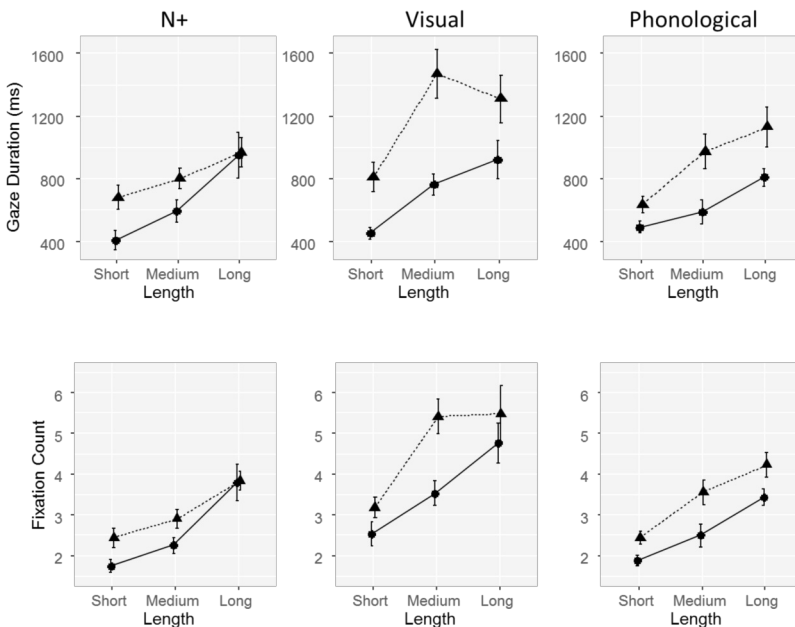 N+ Visual Phonological
Gaze Duration (ms)
1600 1600 1600
1200 1200 1200
800 800 800
400 400 400
Short Medium Long Short Medium Long Short Medium Long
Length Length Length
Fixation Count
6 6 6
5 5 5
4 4 4
3 3 3
2 2 2
Short Medium Long Short Medium Long Short Medium Long
Length Length Length